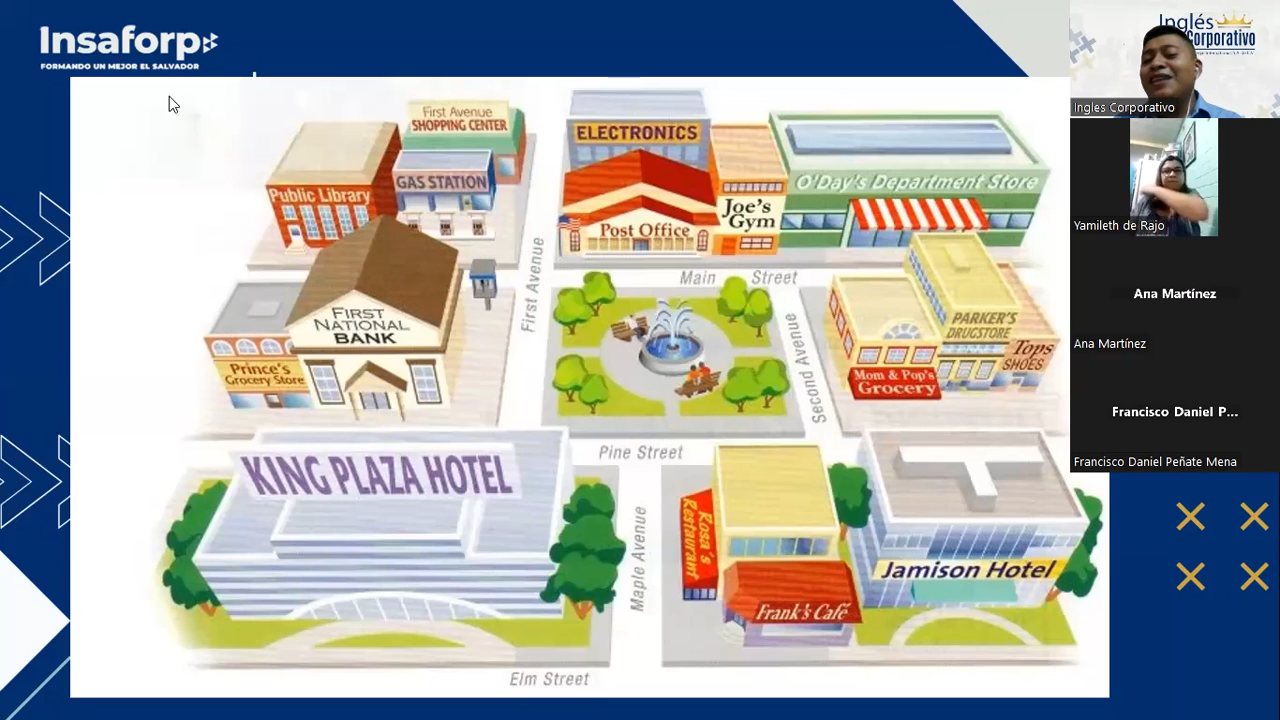 Insaforp
FORMANDO UN MEJOR EL SALVADOR
First Avenue
SHOPPING CENTER
ELECTRONICS
Public Library
GAS STATION
Post Office
Joe's
Gym
O'Day's Department Store
Main Street
First Avenue
FIRST
NATIONAL
BANK
Prince's
Grocery Store
Second Avenue
PARKER'S
DRUGSTORE
Tops
SHOES
Mom & Pop's
Grocery
Pine Street
KING PLAZA HOTEL
Maple Avenue
Rosa's
Restaurant
Frank's Café
Jamison Hotel
Elm Street
Inglés
Corporativo
Ingles Corporativo
Yamileth de Rajo
Ana Martínez
Ana Martínez
Francisco Daniel P...
Francisco Daniel Peñate Mena